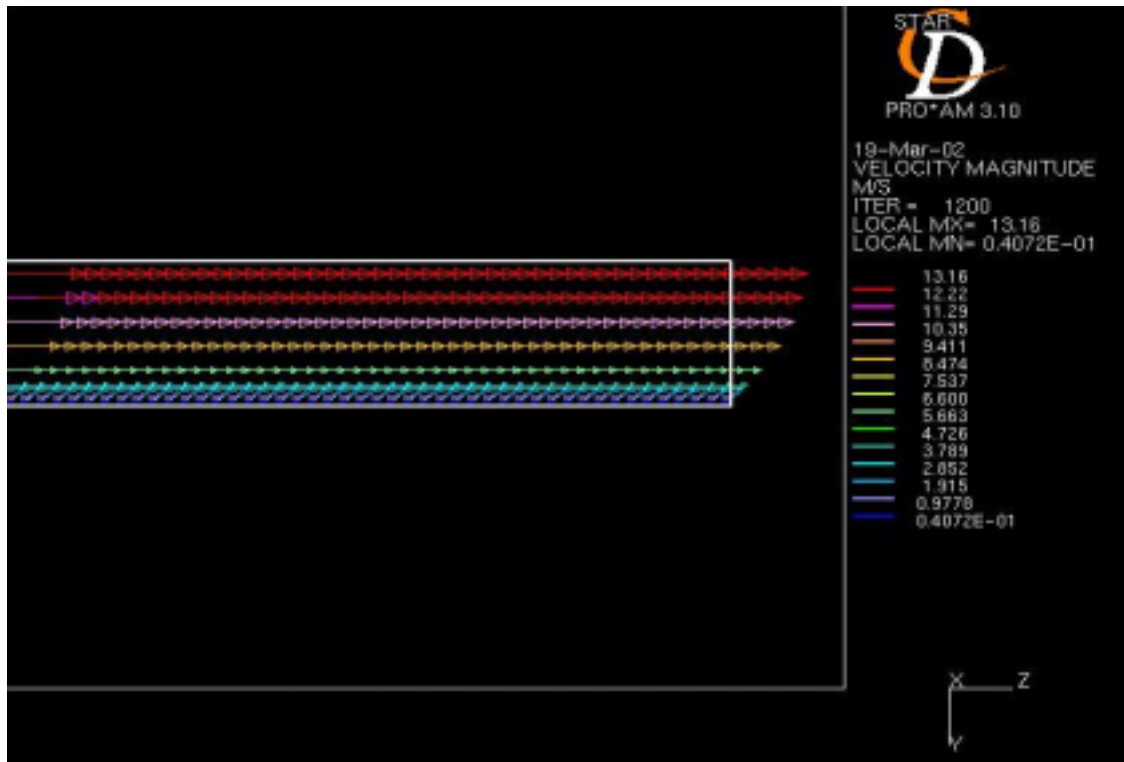 STAR
CD
PRO*AM 3.10
19-Mar-02
VELOCITY MAGNITUDE
M/S
ITER = 1200
LOCAL MX= 13.16
LOCAL MN= 0.4072E-01
13.16
12.22
11.29
10.35
9.411
8.474
7.537
6.600
5.663
4.726
3.789
2.852
1.915
0.9778
0.4072E-01
X Z
Y